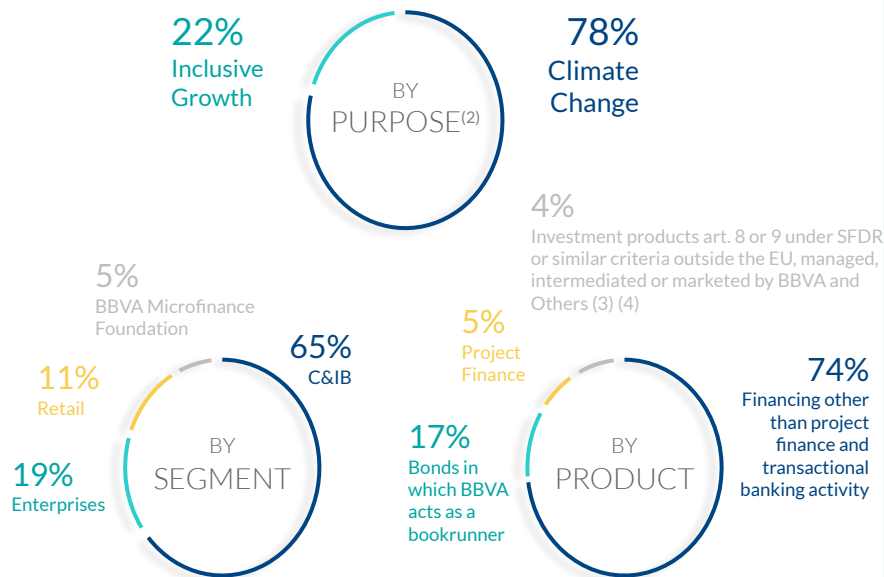 22%
Inclusive
Growth
BY
PURPOSE(2)
78%
Climate
Change
5%
BBVA Microfinance
Foundation
11%
Retail
19%
Enterprises
BY
SEGMENT
65%
C&IB
4%
Investment products art. 8 or 9 under SFDR
or similar criteria outside the EU, managed,
intermediated or marketed by BBVA and
Others (3) (4)
5%
Project
Finance
17%
Bonds in
which BBVA
acts as a
bookrunner
BY
PRODUCT
74%
Financing other
than project
finance and
transactional
banking activity